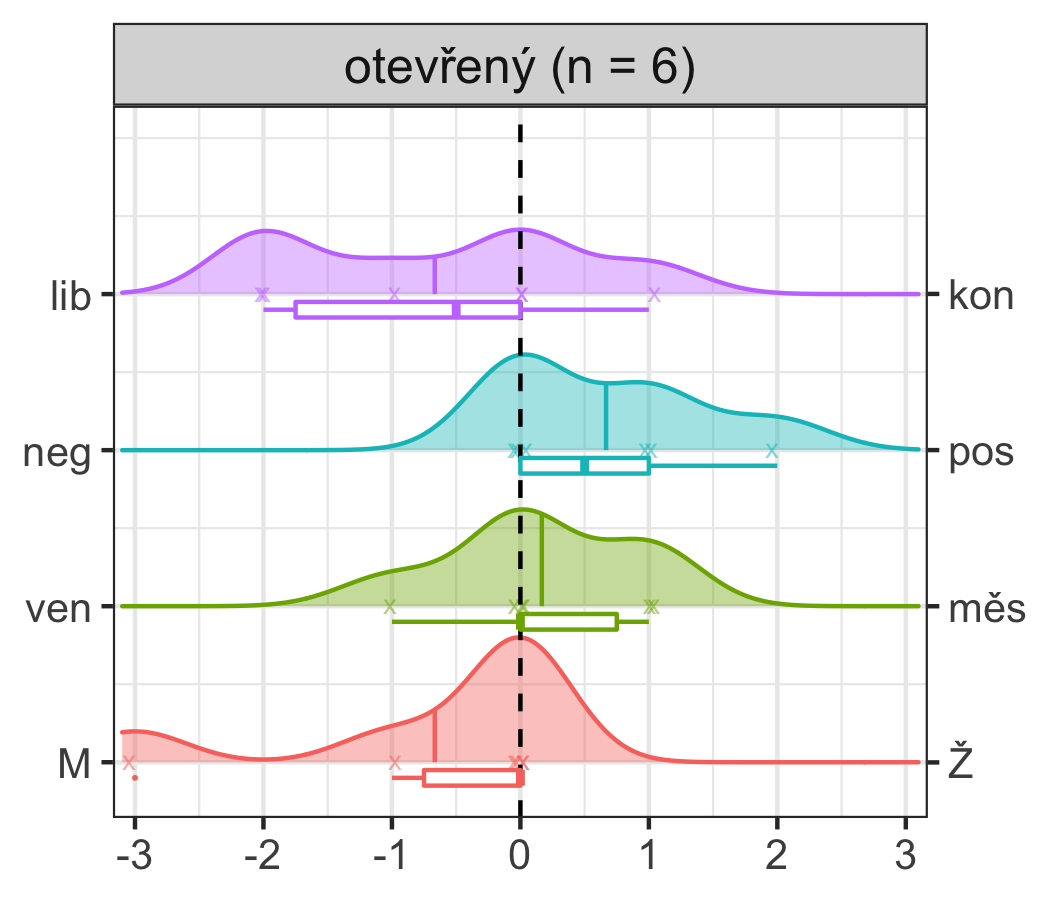 otevřený (n = 6)
lib kon
neg pos
ven měs
M Ž
-3 -2 -1 0 1 2 3